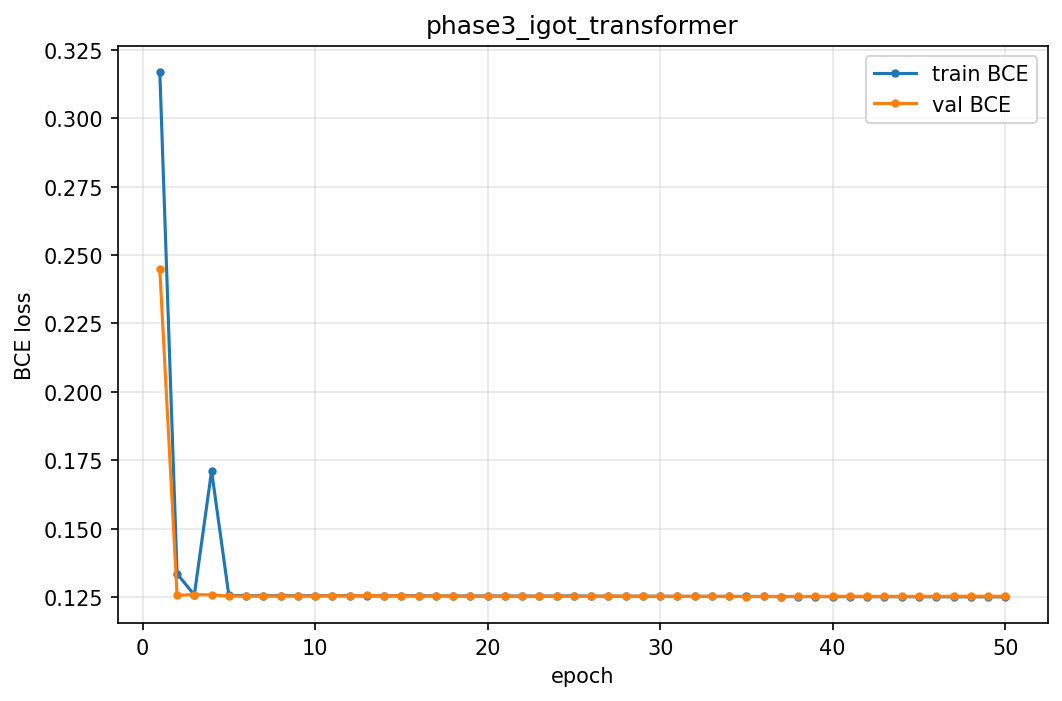 phase3_igot_transformer
0.325
0.300
0.275
0.250
0.225
0.200
0.175
0.150
0.125
BCE loss
train BCE
val BCE
0 10 20 30 40 50
epoch